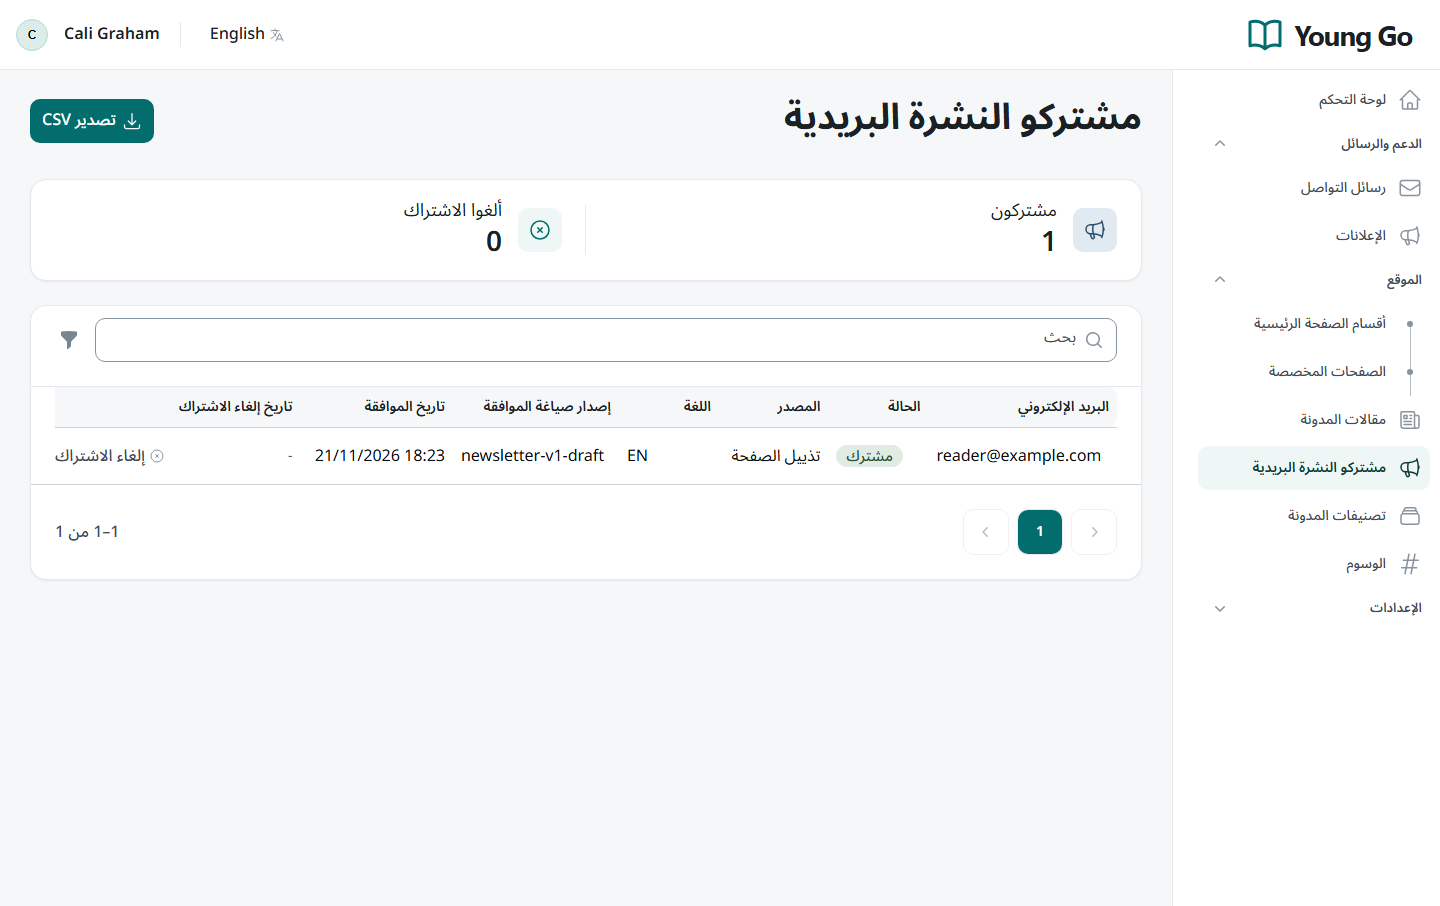 Young Go
English
Cali Graham
C
لوحة التحكم
الدعم والرسائل
رسائل التواصل
الإعلانات
الموقع
أقسام الصفحة الرئيسية
الصفحات المخصصة
مقالات المدونة
مشتركو النشرة البريدية
تصنيفات المدونة
الوسوم
الإعدادات
مشتركو النشرة البريدية
تصدير CSV
مشتركون
1
ألغوا الاشتراك
0
بحث
البريد الإلكتروني الحالة المصدر اللغة إصدار صياغة الموافقة تاريخ الموافقة تاريخ إلغاء الاشتراك
reader@example.com مشترك تذييل الصفحة EN newsletter-v1-draft 21/11/2026 18:23 - إلغاء الاشتراك
1
1–1 من 1